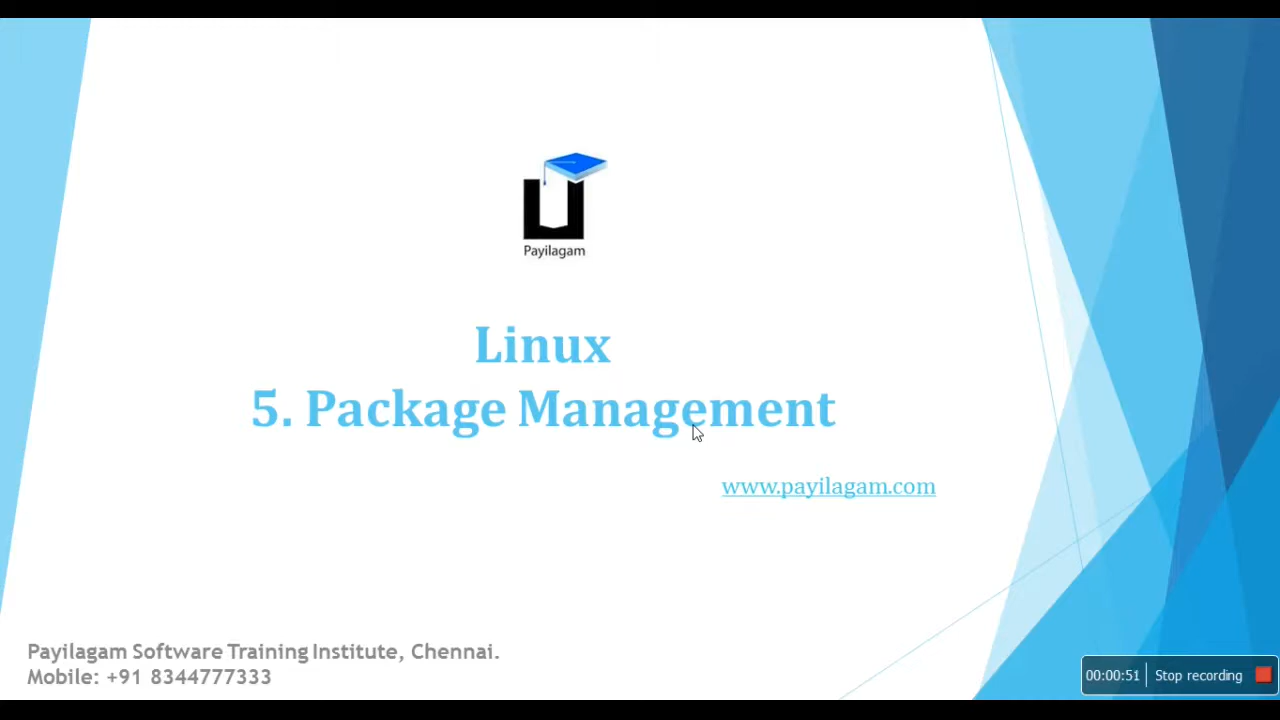 Payilagam
Linux
5. Package Management
www.payilagam.com
Payilagam Software Training Institute, Chennai.
Mobile: +91 8344777333
00:00:51 Stop recording